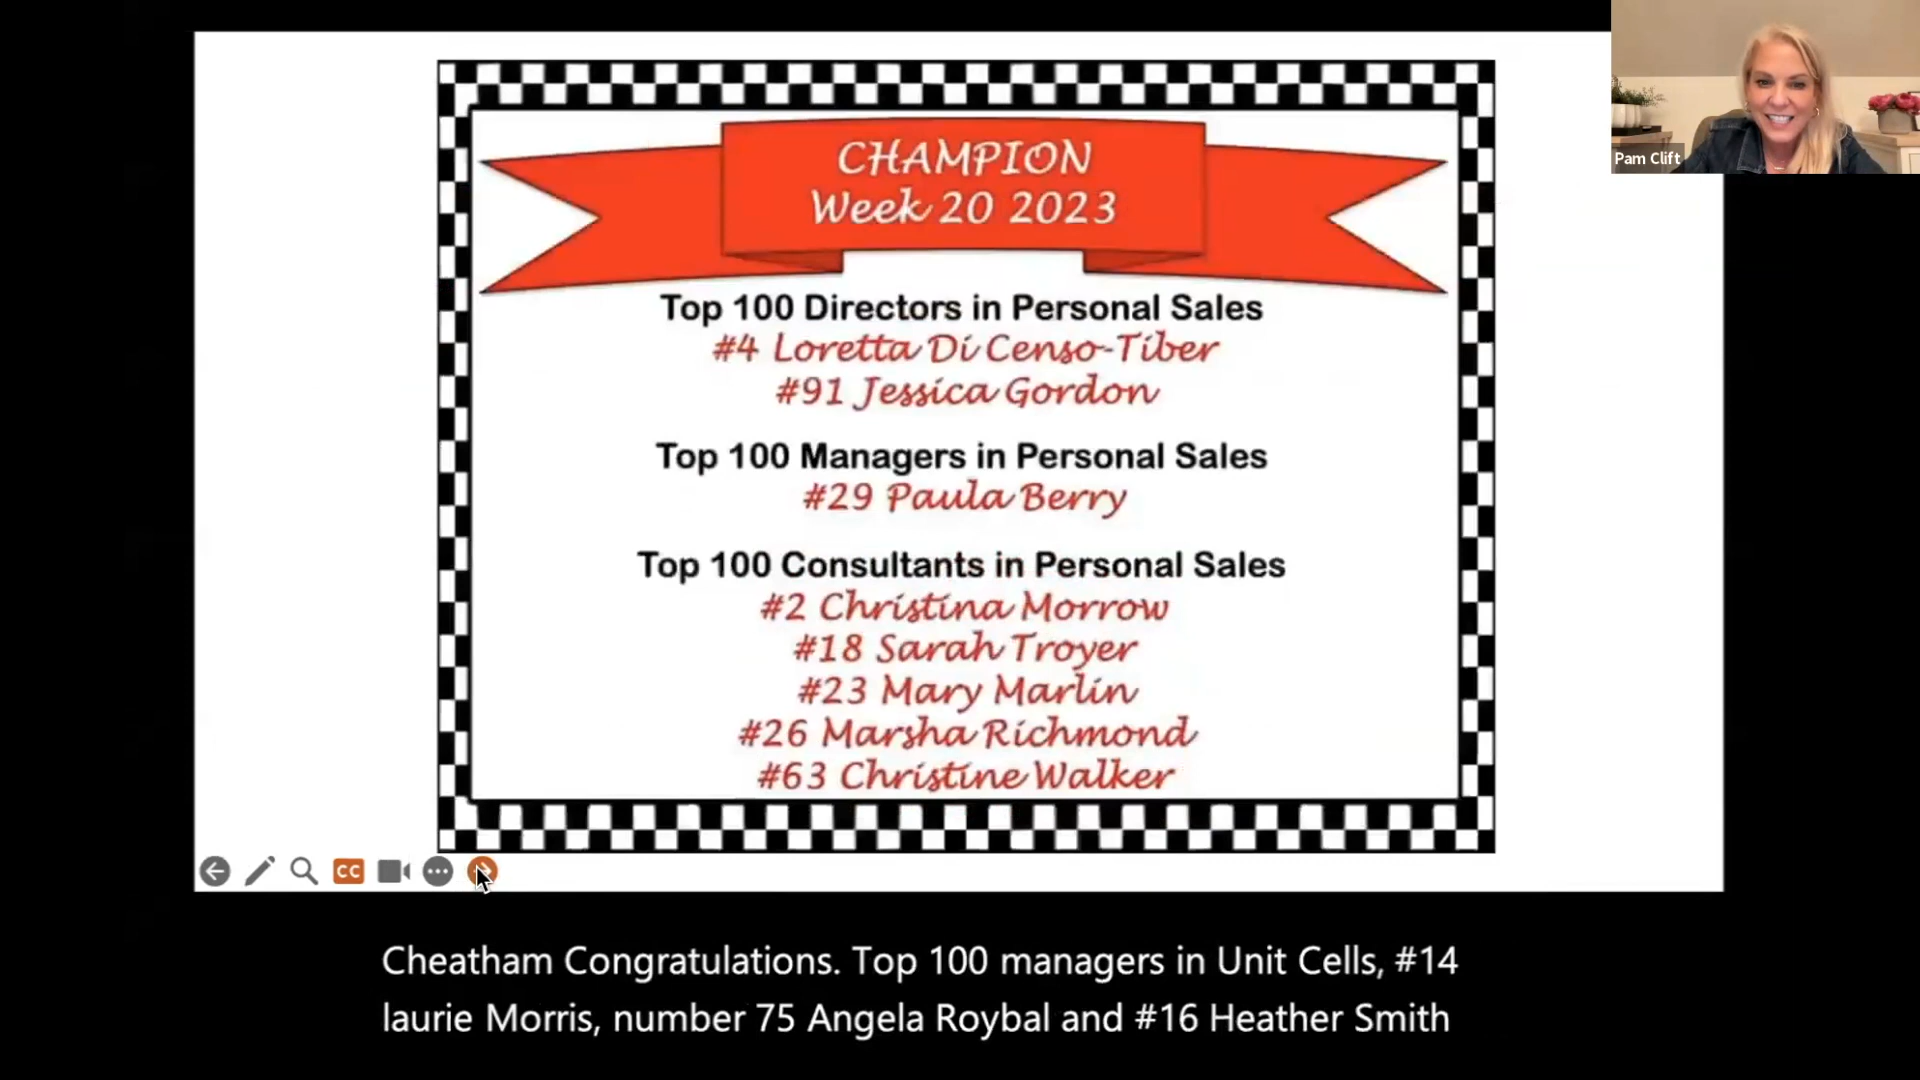 CHAMPION
Week 20 2023
Pam Clift
Top 100 Directors in Personal Sales
#4 Loretta Di Censo-Tiber
#91 Jessica Gordon
Top 100 Managers in Personal Sales
#29 Paula Berry
Top 100 Consultants in Personal Sales
#2 Christina Morrow
#18 Sarah Troyer
#23 Mary Marlin
#26 Marsha Richmond
#63 Christine Walker
CC
Cheatham Congratulations. Top 100 managers in Unit Cells, #14
laurie Morris, number 75 Angela Roybal and #16 Heather Smith